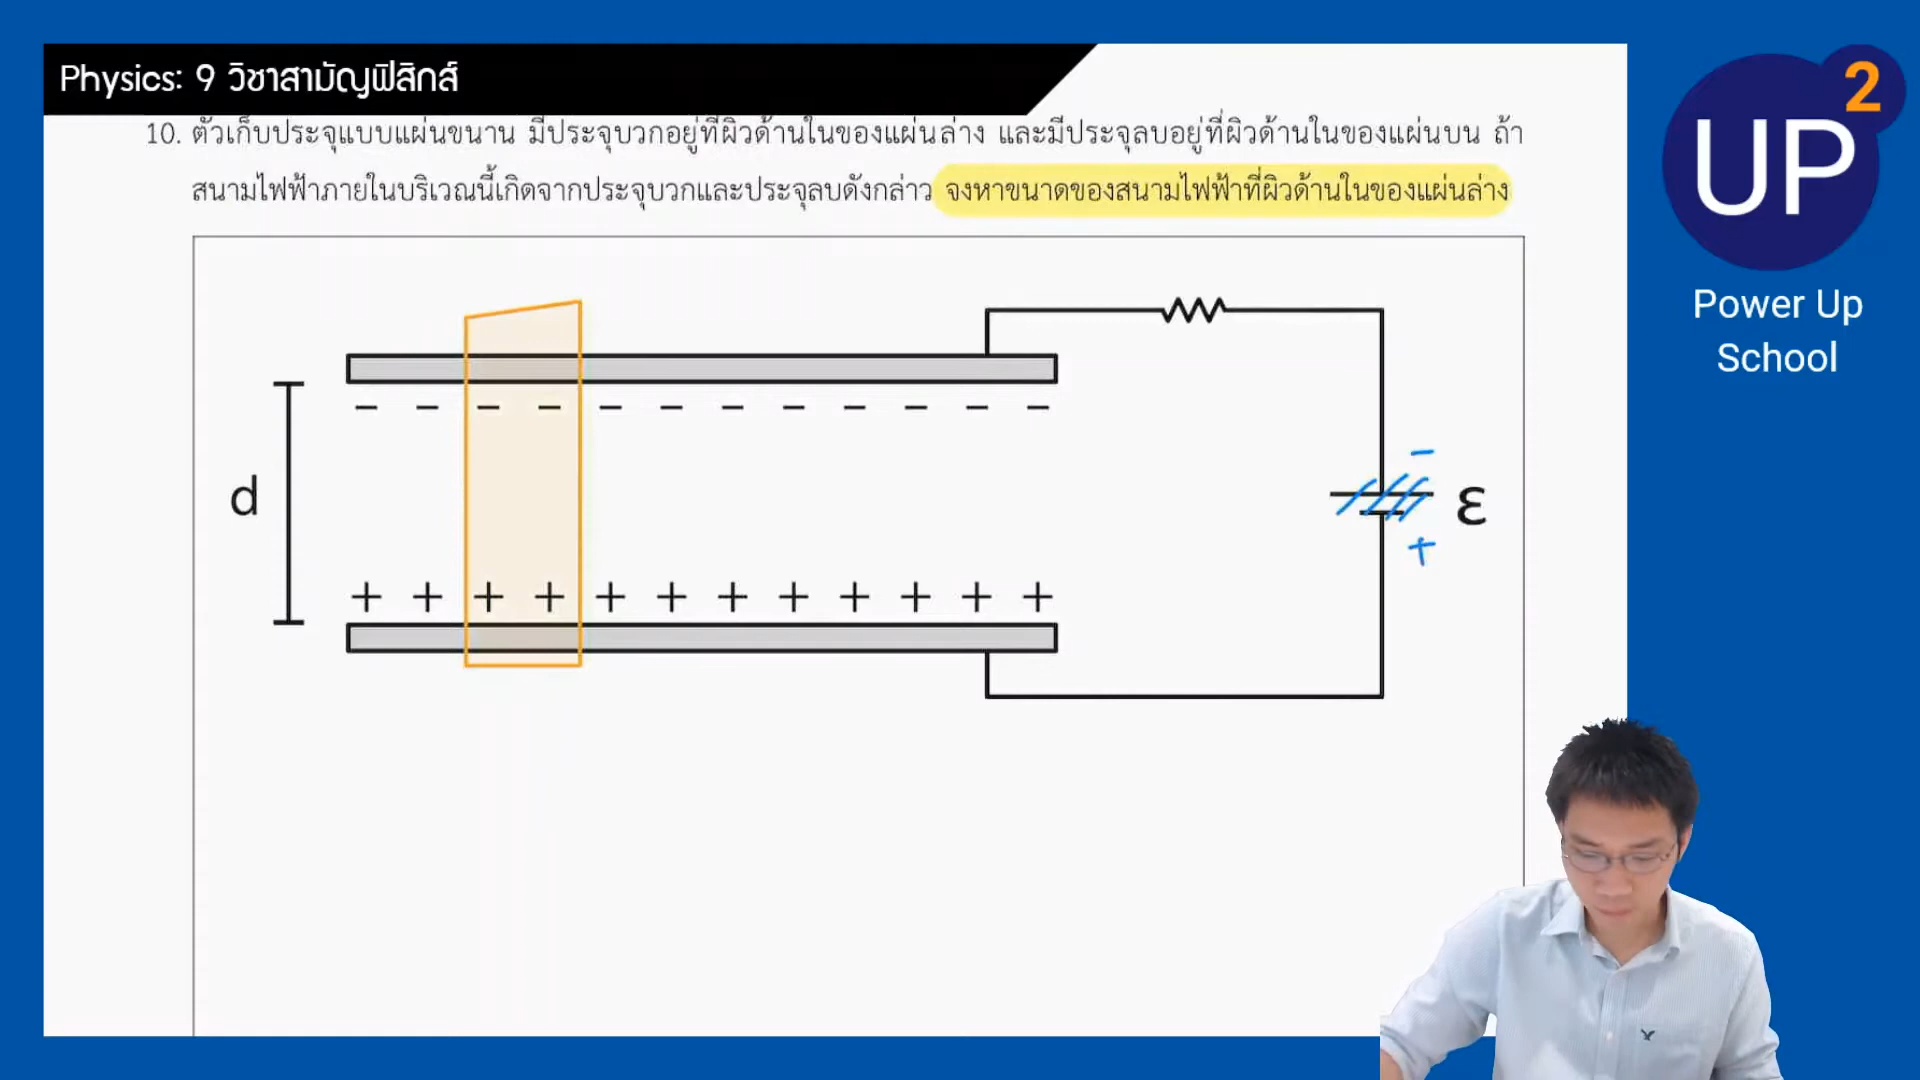 Physics: 9 วิชาสามัญฟิสิกส์
10. ตัวเก็บประจุแบบแผ่นขนาน มีประจุบวกอยู่ที่ผิวด้านในของแผ่นล่าง และมีประจุลบอยู่ที่ผิวด้านในของแผ่นบน ถ้า
สนามไฟฟ้าภายในบริเวณนี้เกิดจากประจุบวกและประจุลบดังกล่าว จงหาขนาดของสนามไฟฟ้าที่ผิวด้านในของแผ่นล่าง
UP2
Power Up
School
− − − − − − − − − − − −
−
d
ε
+
+ + + + + + + + + + + +